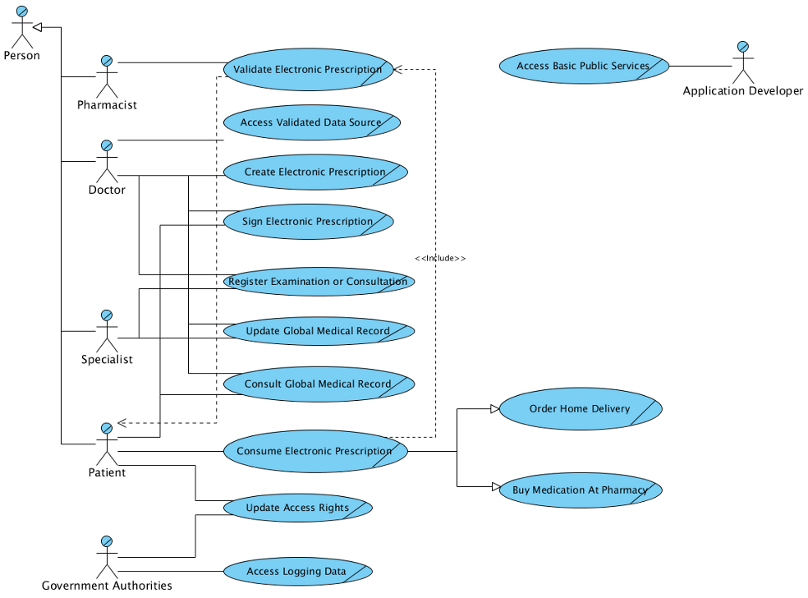 Person
Pharmacist
Validate Electronic Prescription
Access Basic Public Services
Application Developer
Access Validated Data Source
Doctor
Create Electronic Prescription
Sign Electronic Prescription
<<Include>>
Register Examination or Consultation
Specialist
Update Global Medical Record
Consult Global Medical Record
Order Home Delivery
Patient
Consume Electronic Prescription
Buy Medication At Pharmacy
Update Access Rights
Government Authorities
Access Logging Data